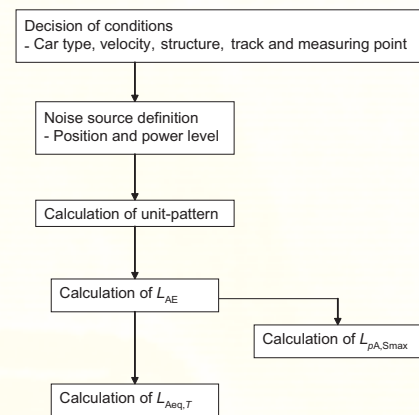 Decision of conditions
- Car type, velocity, structure, track and measuring point
Noise source definition
- Position and power level
Calculation of unit-pattern
Calculation of LAE
Calculation of LpA,Smax
Calculation of LAeq,T